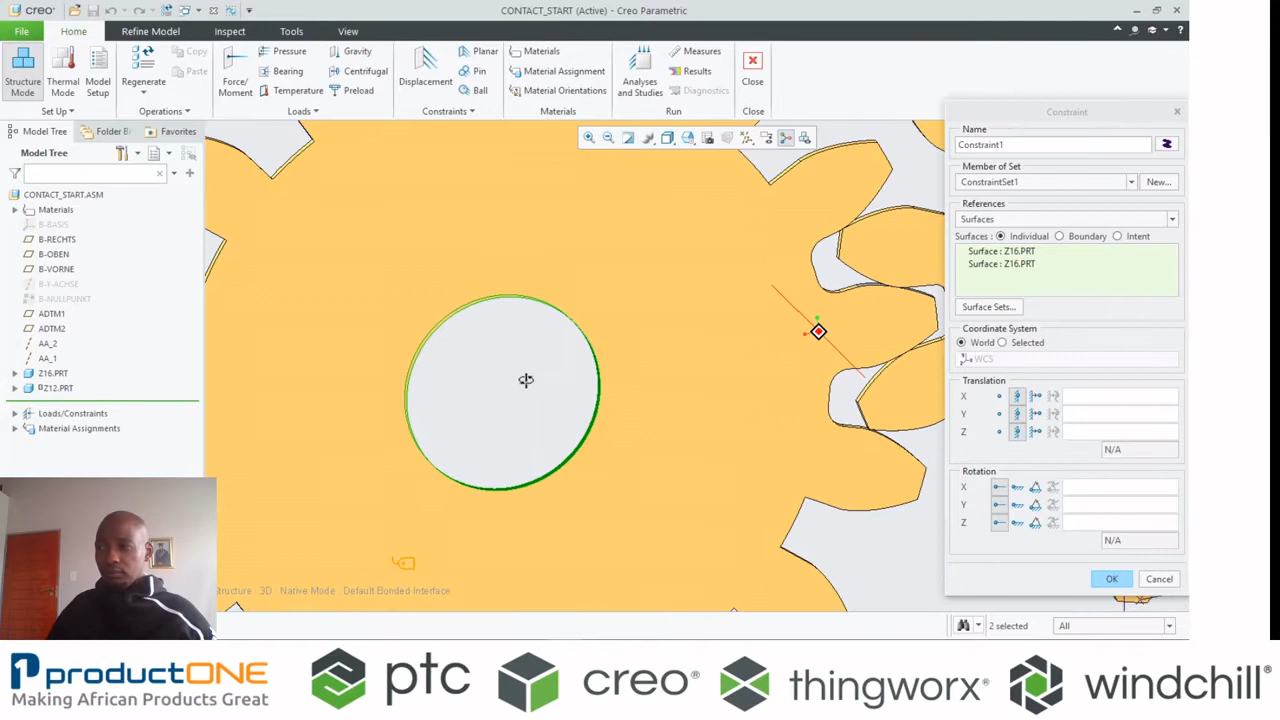 creo®
CONTACT_START (Active) - Creo Parametric
File Home Refine Model Inspect Tools View
Structure Mode
Thermal Mode
Model Setup
Set Up
Regenerate
Copy
Paste
Operations
Force/Moment
Pressure
Bearing
Temperature
Gravity
Centrifugal
Preload
Loads
Displacement
Planar
Pin
Ball
Constraints
Materials
Material Assignment
Material Orientations
Materials
Analyses and Studies
Measures
Results
Diagnostics
Run
Close
Close
Model Tree Folder B Favorites
Model Tree
CONTACT_START.ASM
Materials
B-BASIS
B-RECHTS
B-OBEN
B-VORNE
B-Y-ACHSE
B-NULLPUNKT
ADTM1
ADTM2
AA_2
AA_1
Z16.PRT
Z12.PRT
Loads/Constraints
Material Assignments
Constraint
Name
Constraint1
Member of Set
ConstraintSet1 New...
References
Surfaces
Surfaces : Individual Boundary Intent
Surface : Z16.PRT
Surface : Z16.PRT
Surface Sets...
Coordinate System
World Selected
WCS
Translation
X
Y
Z
N/A
Rotation
X
Y
Z
N/A
OK Cancel
tructure 3D Native Mode . Default Bonded Interface
2 selected All
productONE
Making African Products Great
ptc
creo®
thingworx®
windchill®